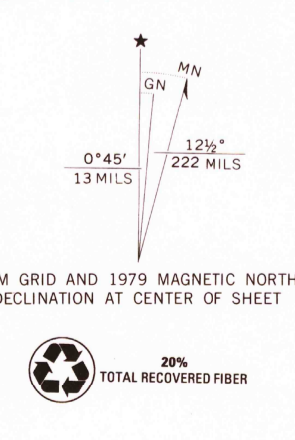 ★
MN
GN
0°45′
13 MILS
12½°
222 MILS
M GRID AND 1979 MAGNETIC NORTH
DECLINATION AT CENTER OF SHEET
20%
TOTAL RECOVERED FIBER